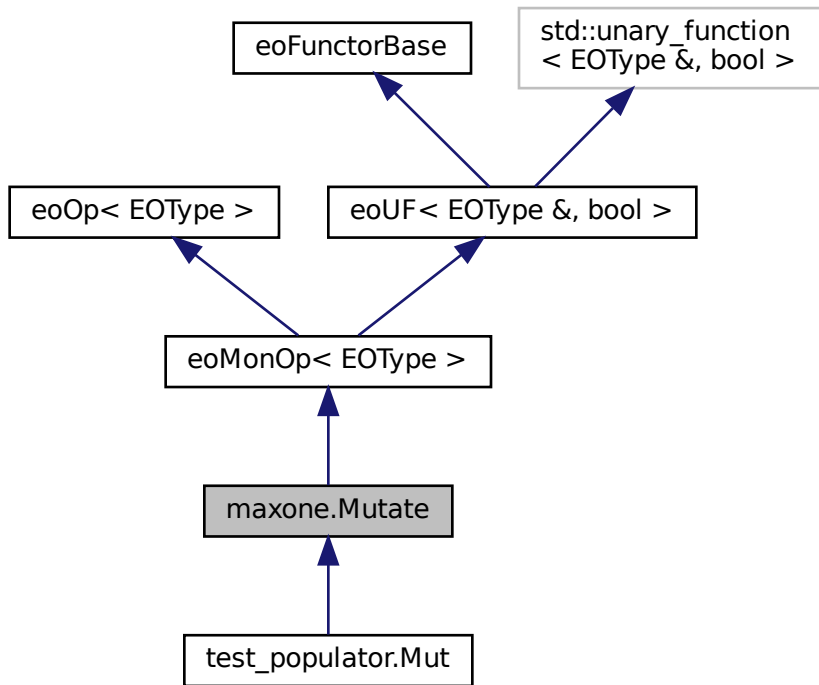 eoFunctorBase
std::unary_function
< EOType &, bool >
eoOp< EOType >
eoUF< EOType &, bool >
eoMonOp< EOType >
maxone.Mutate
test_populator.Mut